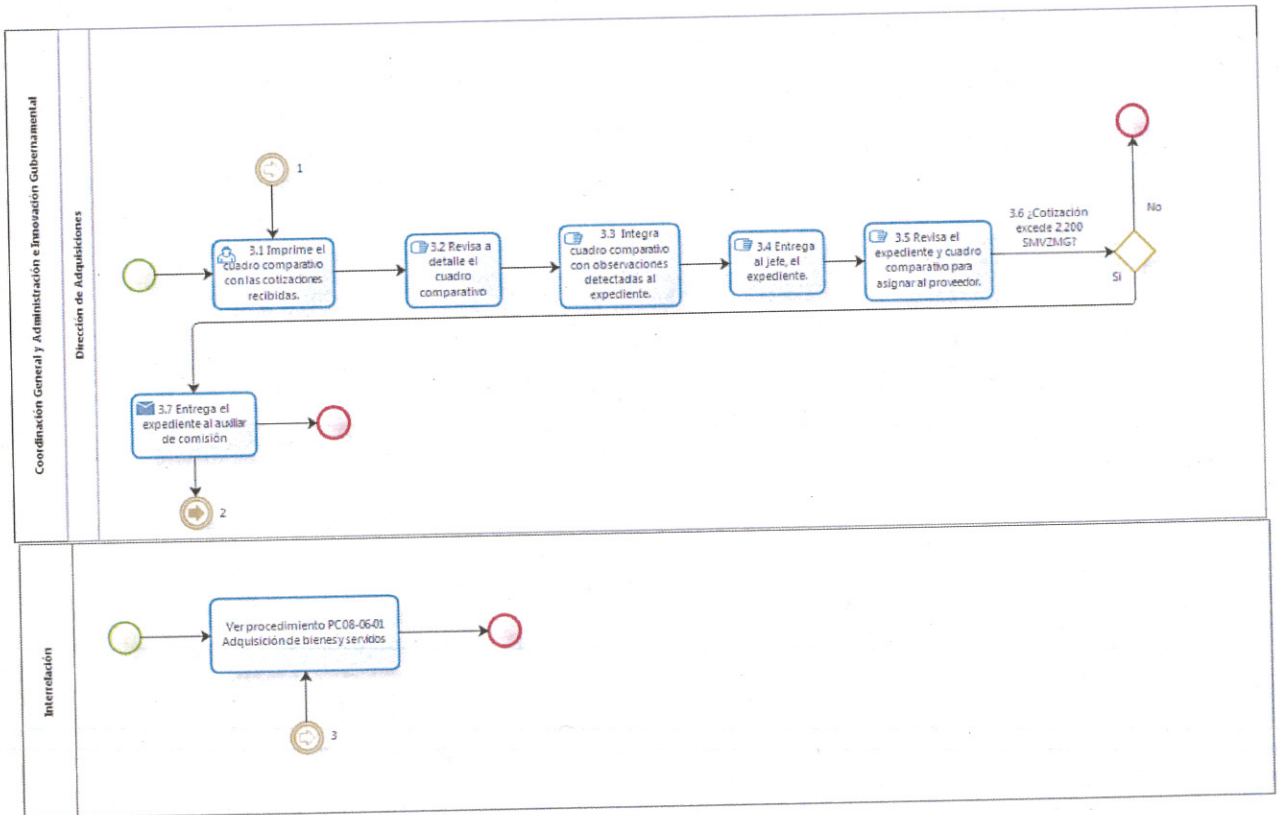 Coordinación General y Administración e Innovación Gubernamental
Dirección de Adquisiciones
1
3.1 Imprime el
cuadro comparativo
con las cotizaciones
recibidas.
3.2 Revisa a
detalle el
cuadro
comparativo
3.3 Integra
cuadro comparativo
con observaciones
detectadas al
expediente.
3.4 Entrega
al jefe, el
expediente.
3.5 Revisa el
expediente y cuadro
comparativo para
asignar al proveedor.
3.6 ¿Cotización
excede 2,200
SMVZMG?
No
Si
3.7 Entrega el
expediente al auxiliar
de comisión
2
Interrelación
Ver procedimiento PC08-06-01
Adquisición de bienes y servicios
3